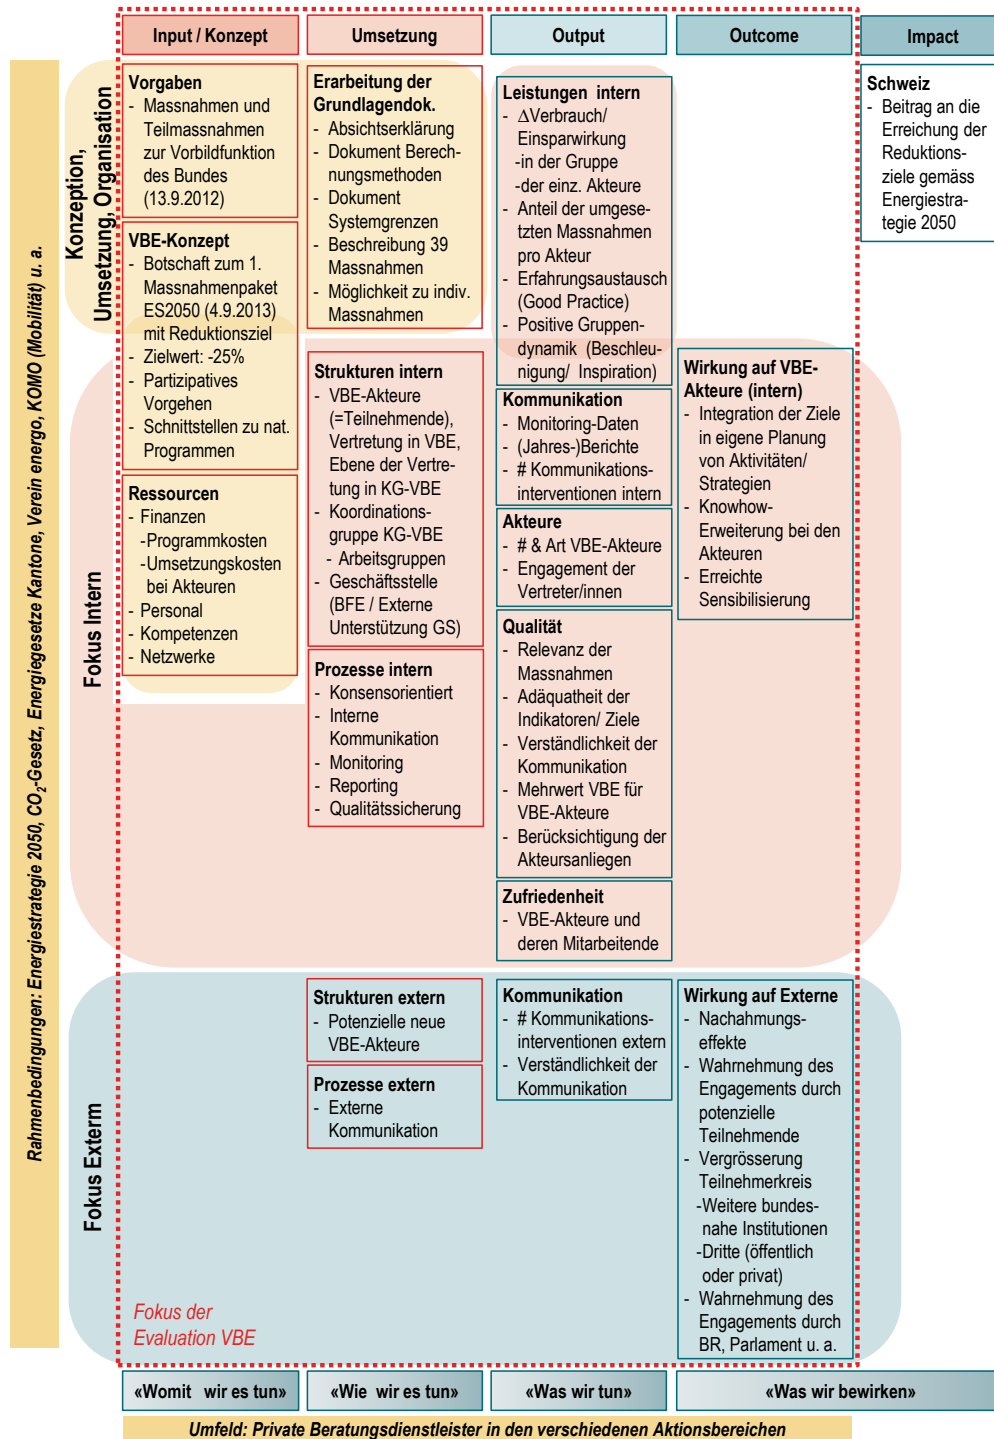 Input / Konzept
Umsetzung
Output
Outcome
Impact
Rahmenbedingungen: Energiestrategie 2050, CO₂-Gesetz, Energiegesetze Kantone, Verein energo, KOMO (Mobilität) u. a.
Konzeption,
Umsetzung, Organisation
Vorgaben
- Massnahmen und
Teilmassnahmen
zur Vorbildfunktion
des Bundes
(13.9.2012)
VBE-Konzept
- Botschaft zum 1.
Massnahmenpaket
ES2050 (4.9.2013)
mit Reduktionsziel
- Zielwert: -25%
- Partizipatives
Vorgehen
- Schnittstellen zu nat.
Programmen
Ressourcen
- Finanzen
-Programmkosten
-Umsetzungskosten
bei Akteuren
- Personal
- Kompetenzen
- Netzwerke
Erarbeitung der
Grundlagendok.
- Absichtserklärung
- Dokument Berech-
nungsmethoden
- Dokument
Systemgrenzen
- Beschreibung 39
Massnahmen
- Möglichkeit zu indiv.
Massnahmen
Fokus Intern
Strukturen intern
- VBE-Akteure
(=Teilnehmende),
Vertretung in VBE,
Ebene der Vertre-
tung in KG-VBE
- Koordinations-
gruppe KG-VBE
- Arbeitsgruppen
- Geschäftsstelle
(BFE / Externe
Unterstützung GS)
Prozesse intern
- Konsensorientiert
- Interne
Kommunikation
- Monitoring
- Reporting
- Qualitätssicherung
Leistungen intern
- ∆Verbrauch/
Einsparwirkung
-in der Gruppe
-der einz. Akteure
- Anteil der umgese-
tzten Massnahmen
pro Akteur
- Erfahrungsaustausch
(Good Practice)
- Positive Gruppen-
dynamik (Beschleu-
nigung/ Inspiration)
Kommunikation
- Monitoring-Daten
- (Jahres-)Berichte
- # Kommunikations-
interventionen intern
Akteure
- # & Art VBE-Akteure
- Engagement der
Vertreter/innen
Qualität
- Relevanz der
Massnahmen
- Adäquatheit der
Indikatoren/ Ziele
- Verständlichkeit der
Kommunikation
- Mehrwert VBE für
VBE-Akteure
- Berücksichtigung der
Akteursanliegen
Zufriedenheit
- VBE-Akteure und
deren Mitarbeitende
Wirkung auf VBE-
Akteure (intern)
- Integration der Ziele
in eigene Planung
von Aktivitäten/
Strategien
- Knowhow-
Erweiterung bei den
Akteuren
- Erreichte
Sensibilisierung
Schweiz
- Beitrag an die
Erreichung der
Reduktions-
ziele gemäss
Energiestra-
tegie 2050
Fokus Exterm
Strukturen extern
- Potenzielle neue
VBE-Akteure
Prozesse extern
- Externe
Kommunikation
Kommunikation
- # Kommunikations-
interventionen extern
- Verständlichkeit der
Kommunikation
Wirkung auf Externe
- Nachahmungs-
effekte
- Wahrnehmung des
Engagements durch
potenzielle
Teilnehmende
- Vergrösserung
Teilnehmerkreis
-Weitere bundes-
nahe Institutionen
-Dritte (öffentlich
oder privat)
- Wahrnehmung des
Engagements durch
BR, Parlament u. a.
Fokus der
Evaluation VBE
«Womit wir es tun»
«Wie wir es tun»
«Was wir tun»
«Was wir bewirken»
Umfeld: Private Beratungsdienstleister in den verschiedenen Aktionsbereichen